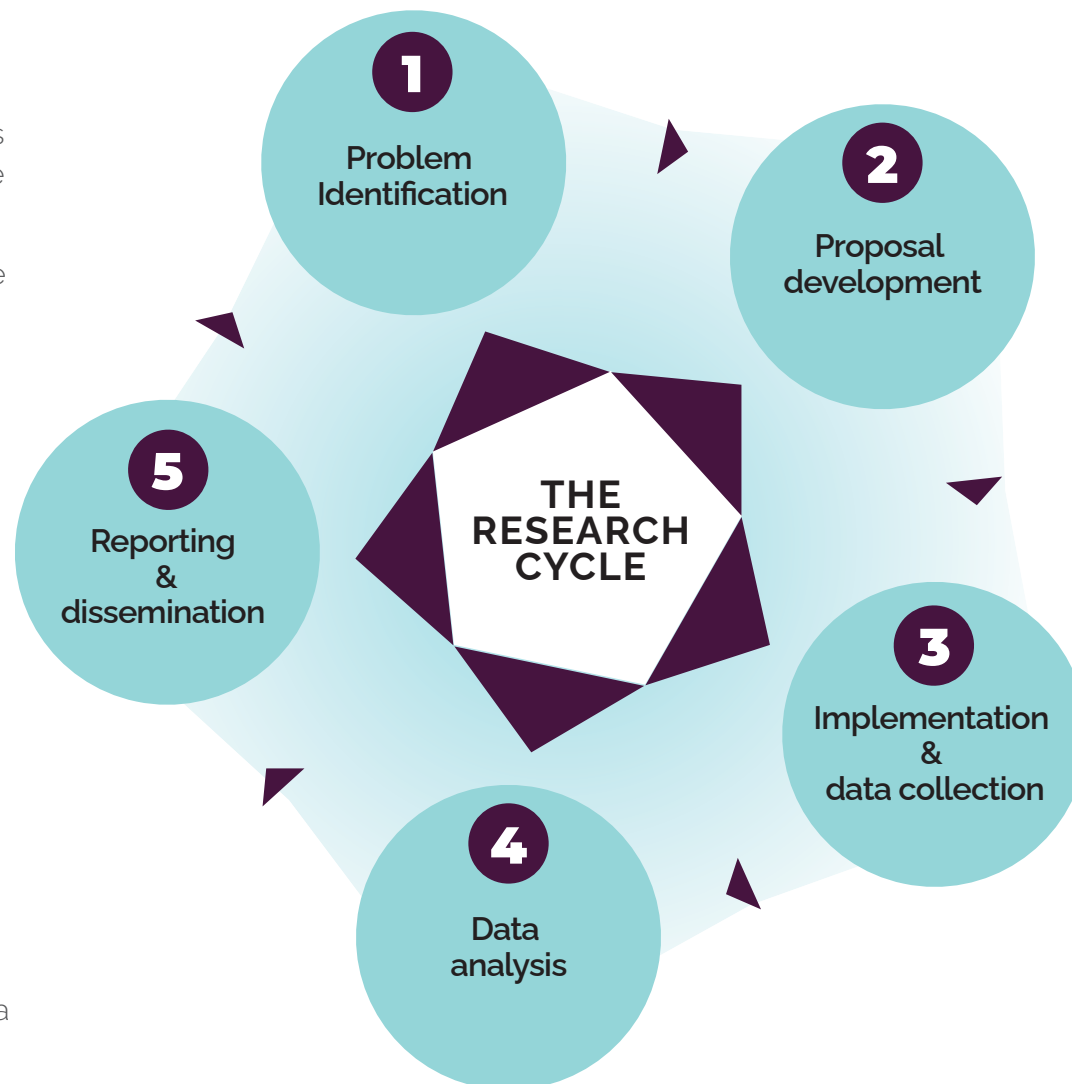 1
Problem
Identification
2
Proposal
development
3
Implementation
&
data collection
4
Data
analysis
5
Reporting
&
dissemination
THE
RESEARCH
CYCLE